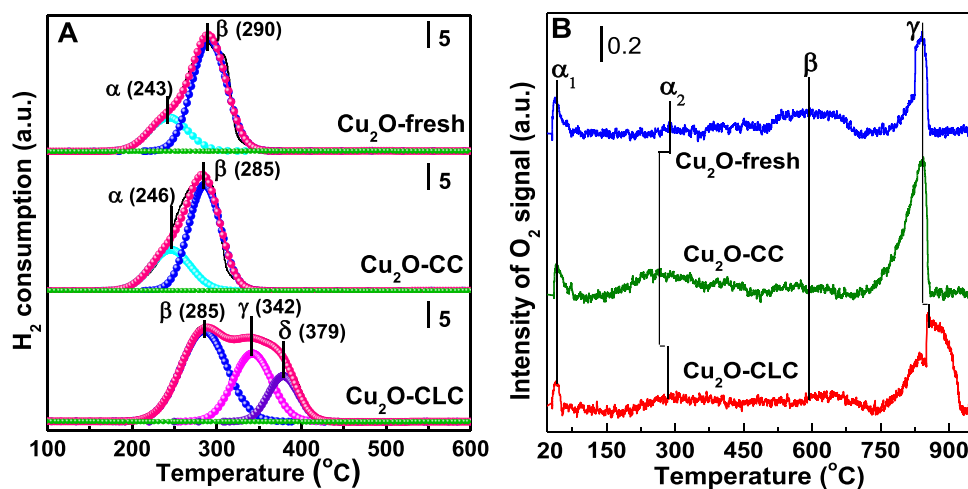 A
β (290)
5
α (243)
Cu₂O-fresh
β (285)
5
α (246)
Cu₂O-CC
β (285)
γ (342)
δ (379)
5
Cu₂O-CLC
H₂ consumption (a.u.)
100 200 300 400 500 600
Temperature (°C)
B
0.2
γ
α₁
α₂
β
Cu₂O-fresh
Cu₂O-CC
Cu₂O-CLC
Intensity of O₂ signal (a.u.)
20 150 300 450 600 750 900
Temperature (°C)